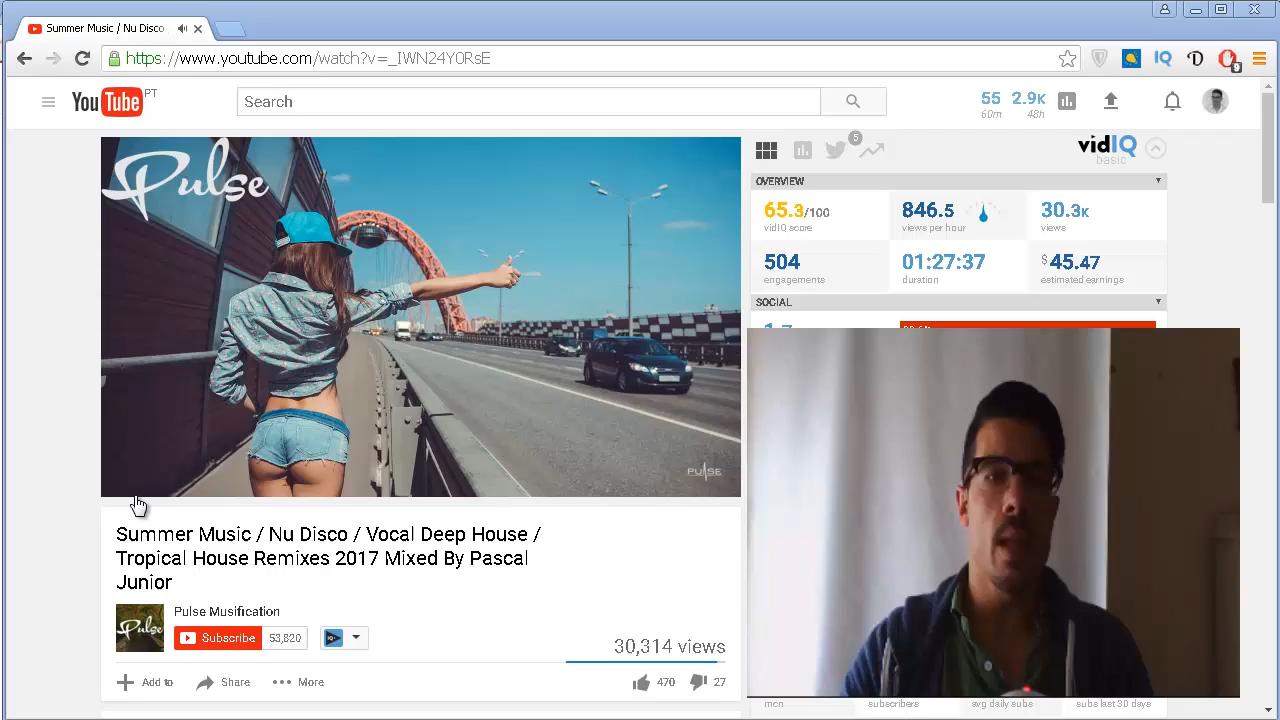 Summer Music / Nu Disco
https://www.youtube.com/watch?v=_IWN24Y0RsE
9
YouTube PT
Search
55 2.9K
60m 48h
Pulse
5
vidIQ
basic
OVERVIEW
65.3/100 846.5 30.3K
vidIQ score views per hour views
504 01:27:37 $45.47
engagements duration estimated earnings
SOCIAL
PULSE
Summer Music / Nu Disco / Vocal Deep House /
Tropical House Remixes 2017 Mixed By Pascal
Junior
Pulse
Pulse Musification
Subscribe 53,820
30,314 views
Add to Share More 470 27
mcn subscribers avg daily subs subs last 30 days